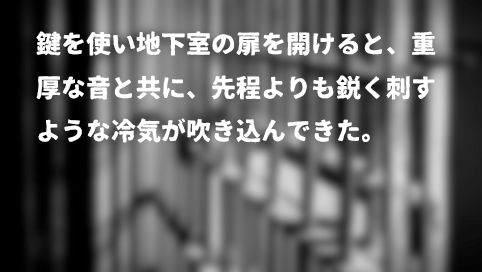 鍵を使い地下室の扉を開けると、重
厚な音と共に、先程よりも鋭く刺す
ような冷気が吹き込んできた。